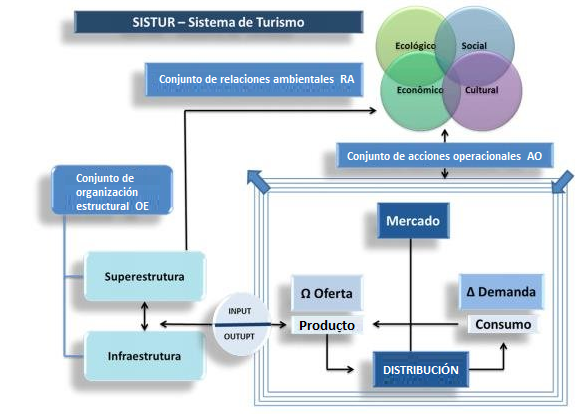 SISTUR – Sistema de Turismo
Ecológico
Social
Econômico
Cultural
Conjunto de relaciones ambientales RA
Conjunto de acciones operacionales AO
Conjunto de
organización
estructural OE
Mercado
Superestrutura
Infraestrutura
INPUT
OUTUPT
Ω Oferta
Producto
Δ Demanda
Consumo
DISTRIBUCIÓN